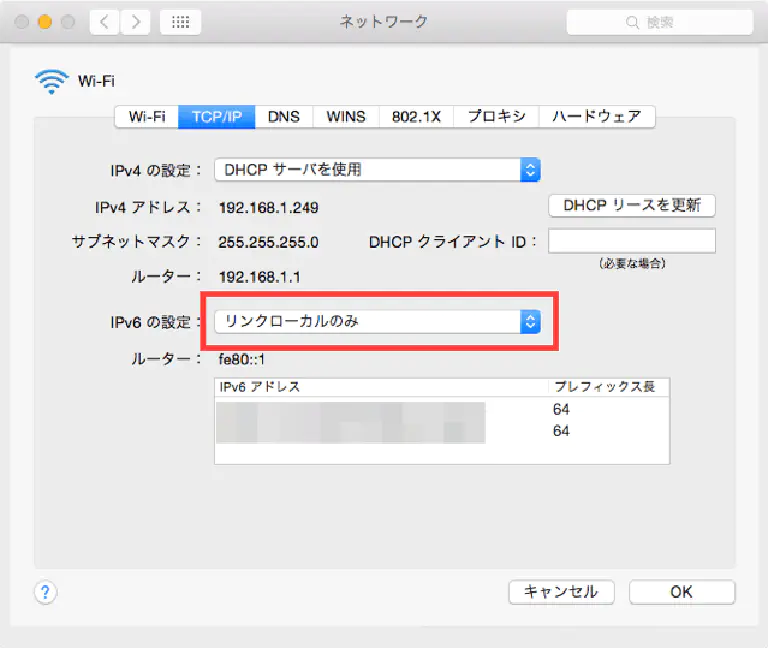 ネットワーク
検索
Wi-Fi
Wi-Fi TCP/IP DNS WINS 802.1X プロキシ ハードウェア
IPv4 の設定： DHCP サーバを使用
IPv4 アドレス： 192.168.1.249 DHCP リースを更新
サブネットマスク： 255.255.255.0 DHCP クライアント ID：
（必要な場合）
ルーター： 192.168.1.1
IPv6 の設定： リンクローカルのみ
ルーター： fe80::1
IPv6 アドレス プレフィックス長
64
64
? キャンセル OK